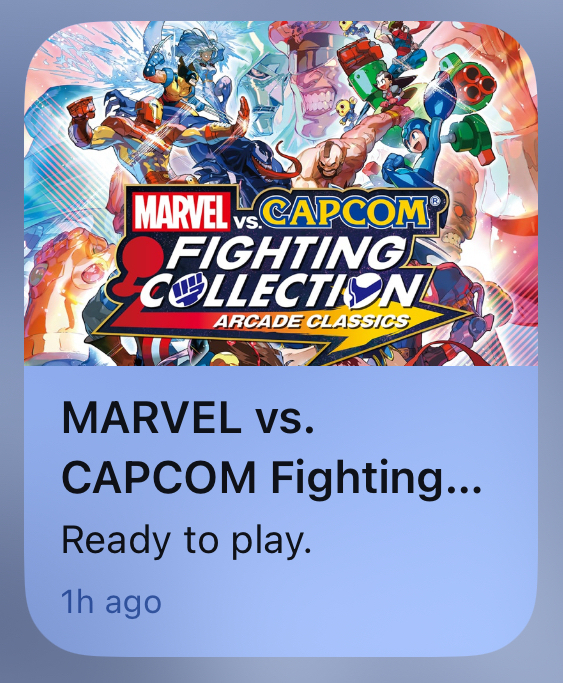 MARVEL vs. CAPCOM®
FIGHTING
COLLECTION
ARCADE CLASSICS
MARVEL vs.
CAPCOM Fighting...
Ready to play.
1h ago